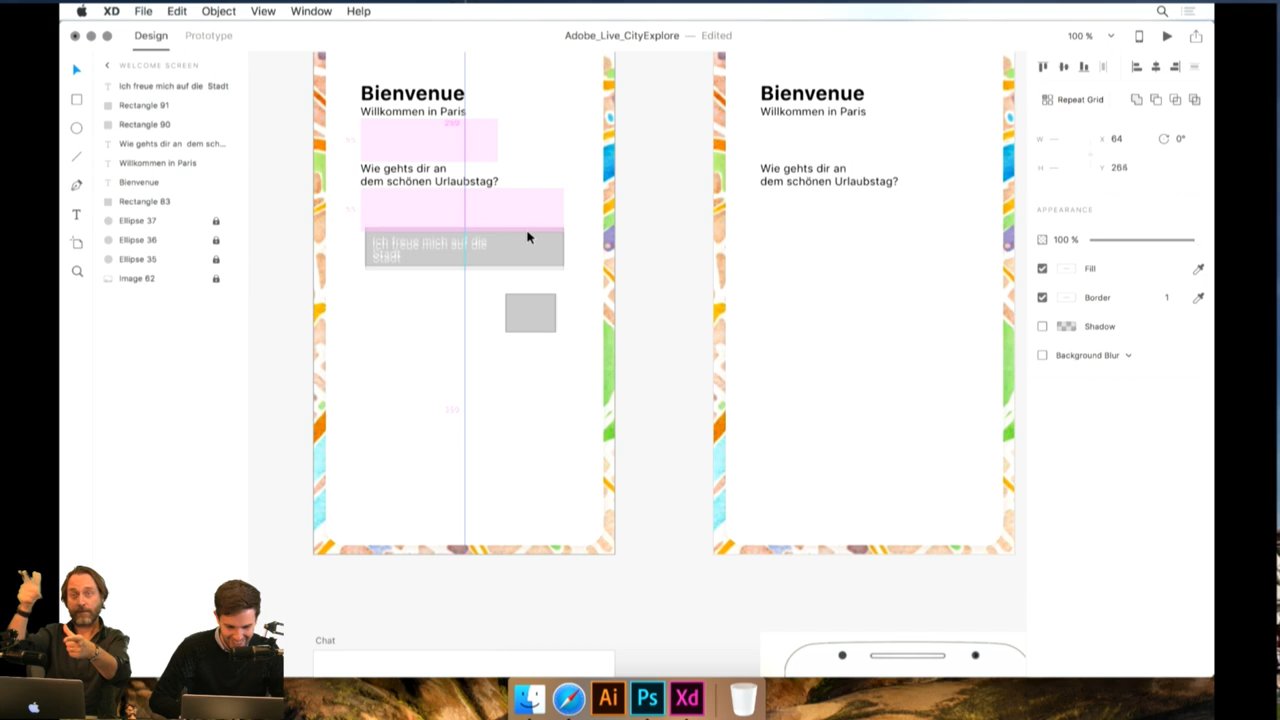 XD File Edit Object View Window Help
Design Prototype Adobe_Live_CityExplore — Edited 100 %
WELCOME SCREEN
Ich freue mich auf die Stadt
Rectangle 91
Rectangle 90
Wie gehts dir an dem sch...
Willkommen in Paris
Bienvenue
Rectangle 83
Ellipse 37
Ellipse 36
Ellipse 35
Image 62
Bienvenue
Willkommen in Paris
Wie gehts dir an
dem schönen Urlaubstag?
Ich freue mich auf die
Stadt
Bienvenue
Willkommen in Paris
Wie gehts dir an
dem schönen Urlaubstag?
Chat
Repeat Grid
W — X 64 0°
H — Y 266
APPEARANCE
100 %
Fill
Border 1
Shadow
Background Blur
T
Ai Ps Xd